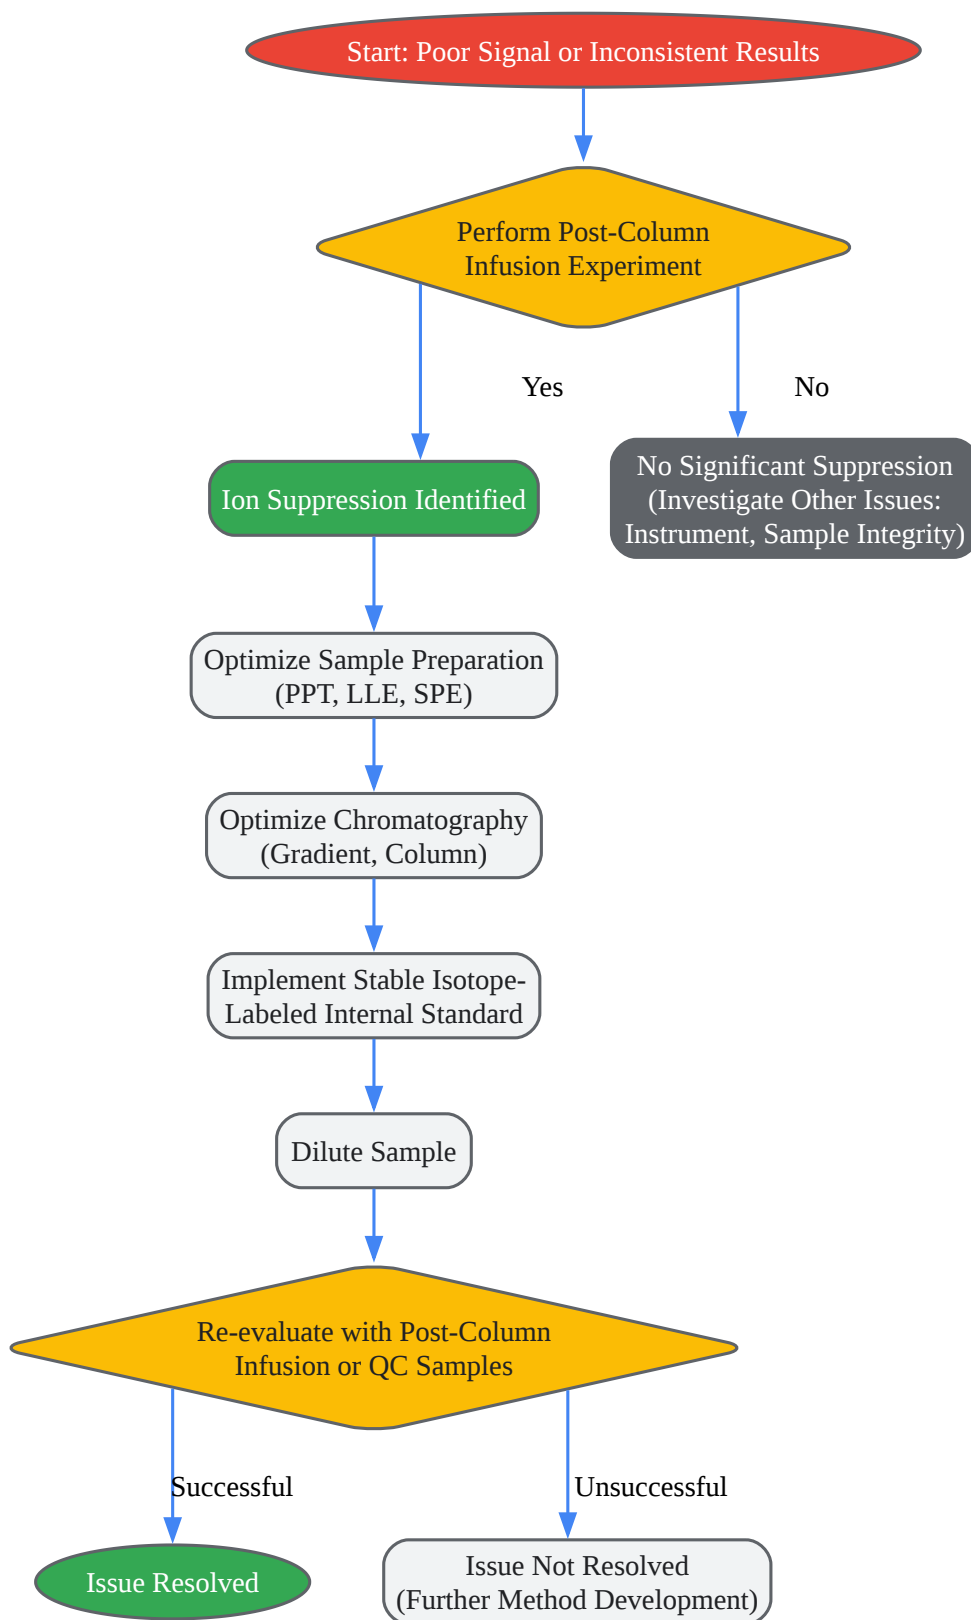 Start: Poor Signal or Inconsistent Results
Perform Post-Column
Infusion Experiment
Yes
No
Ion Suppression Identified
No Significant Suppression
(Investigate Other Issues:
Instrument, Sample Integrity)
Optimize Sample Preparation
(PPT, LLE, SPE)
Optimize Chromatography
(Gradient, Column)
Implement Stable Isotope-
Labeled Internal Standard
Dilute Sample
Re-evaluate with Post-Column
Infusion or QC Samples
Successful
Unsuccessful
Issue Resolved
Issue Not Resolved
(Further Method Development)